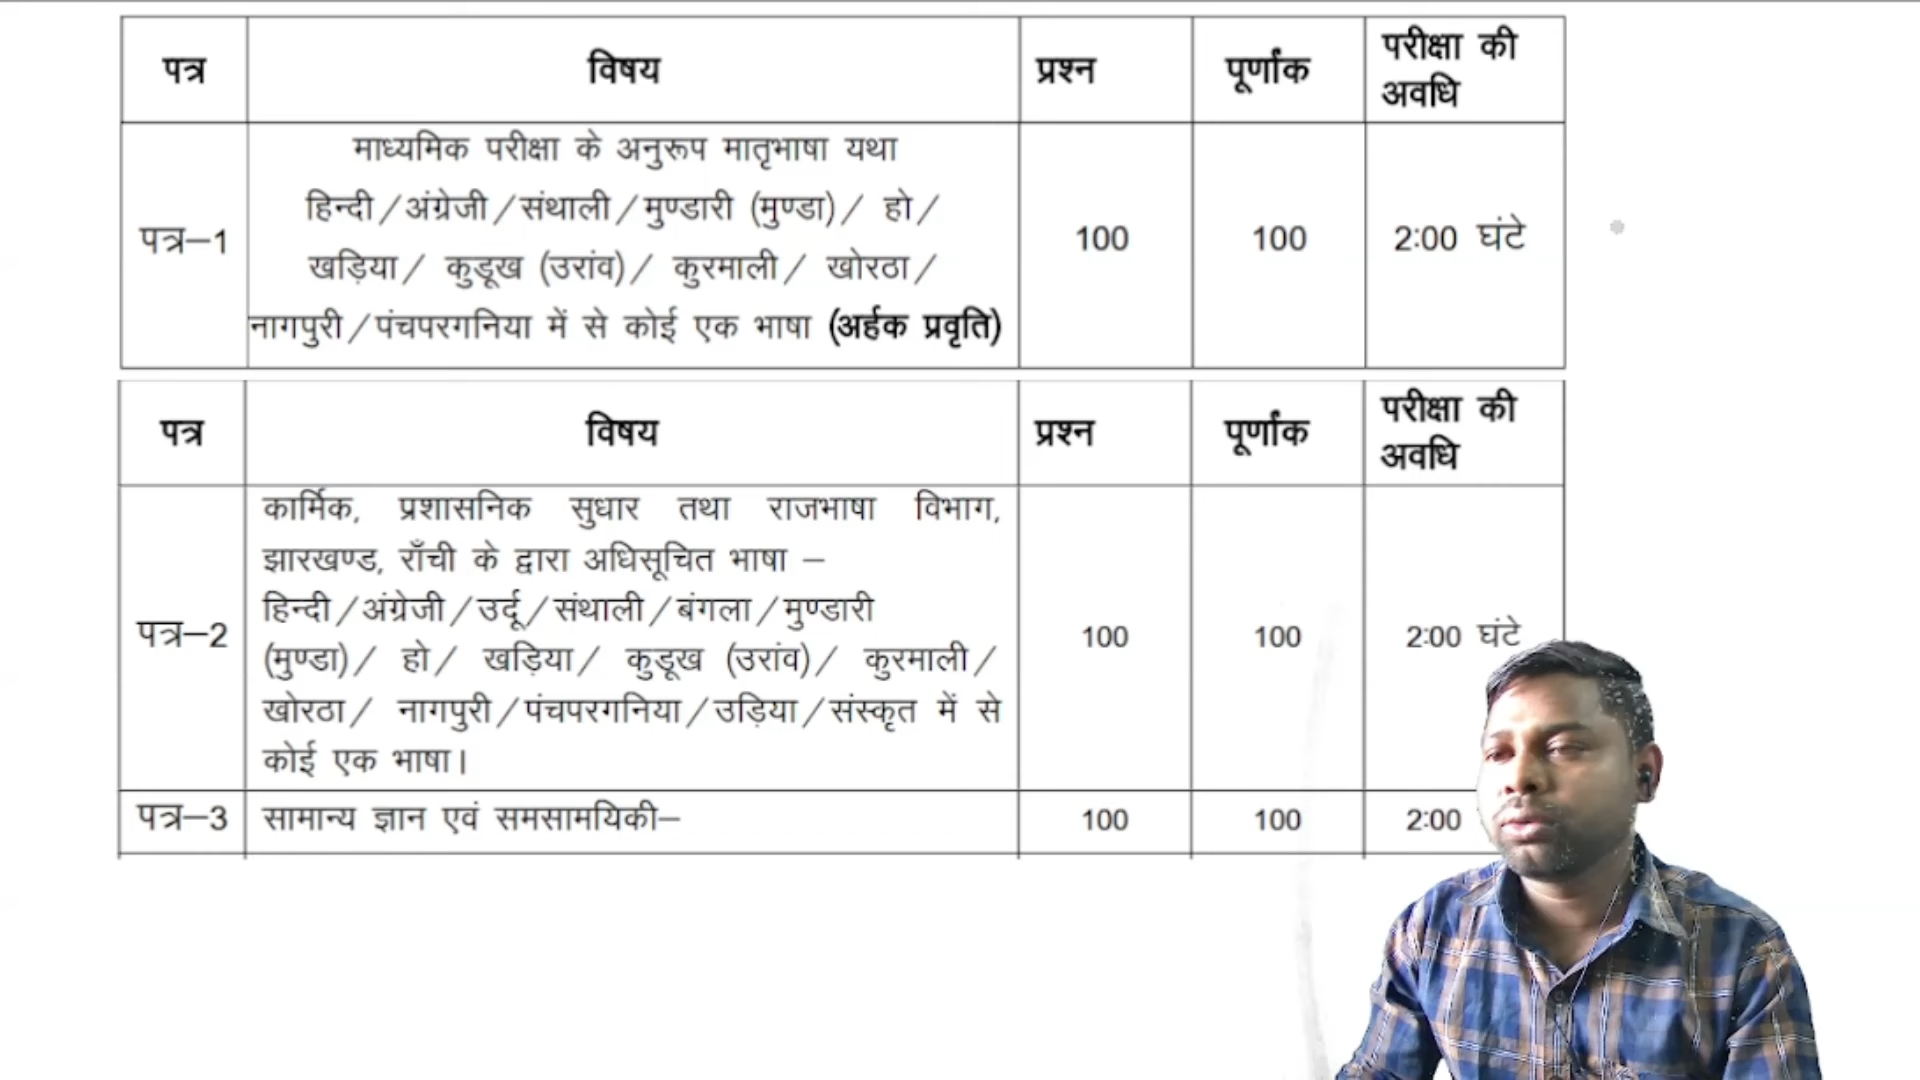 पत्र विषय प्रश्न पूर्णांक परीक्षा की अवधि
माध्यमिक परीक्षा के अनुरूप मातृभाषा यथा
हिन्दी/अंग्रेजी/संथाली/मुण्डारी (मुण्डा)/ हो/
पत्र–1 100 100 2:00 घंटे
खड़िया/ कुडूख (उरांव)/ कुरमाली/ खोरठा/
नागपुरी/पंचपरगनिया में से कोई एक भाषा (अर्हक प्रवृति)
पत्र विषय प्रश्न पूर्णांक परीक्षा की अवधि
कार्मिक, प्रशासनिक सुधार तथा राजभाषा विभाग,
झारखण्ड, राँची के द्वारा अधिसूचित भाषा –
हिन्दी/अंग्रेजी/उर्दू/संथाली/बंगला/मुण्डारी
पत्र–2 100 100 2:00 घंटे
(मुण्डा)/ हो/ खड़िया/ कुडूख (उरांव)/ कुरमाली/
खोरठा/ नागपुरी/पंचपरगनिया/उड़िया/संस्कृत में से
कोई एक भाषा।
पत्र–3 सामान्य ज्ञान एवं समसामयिकी– 100 100 2:00